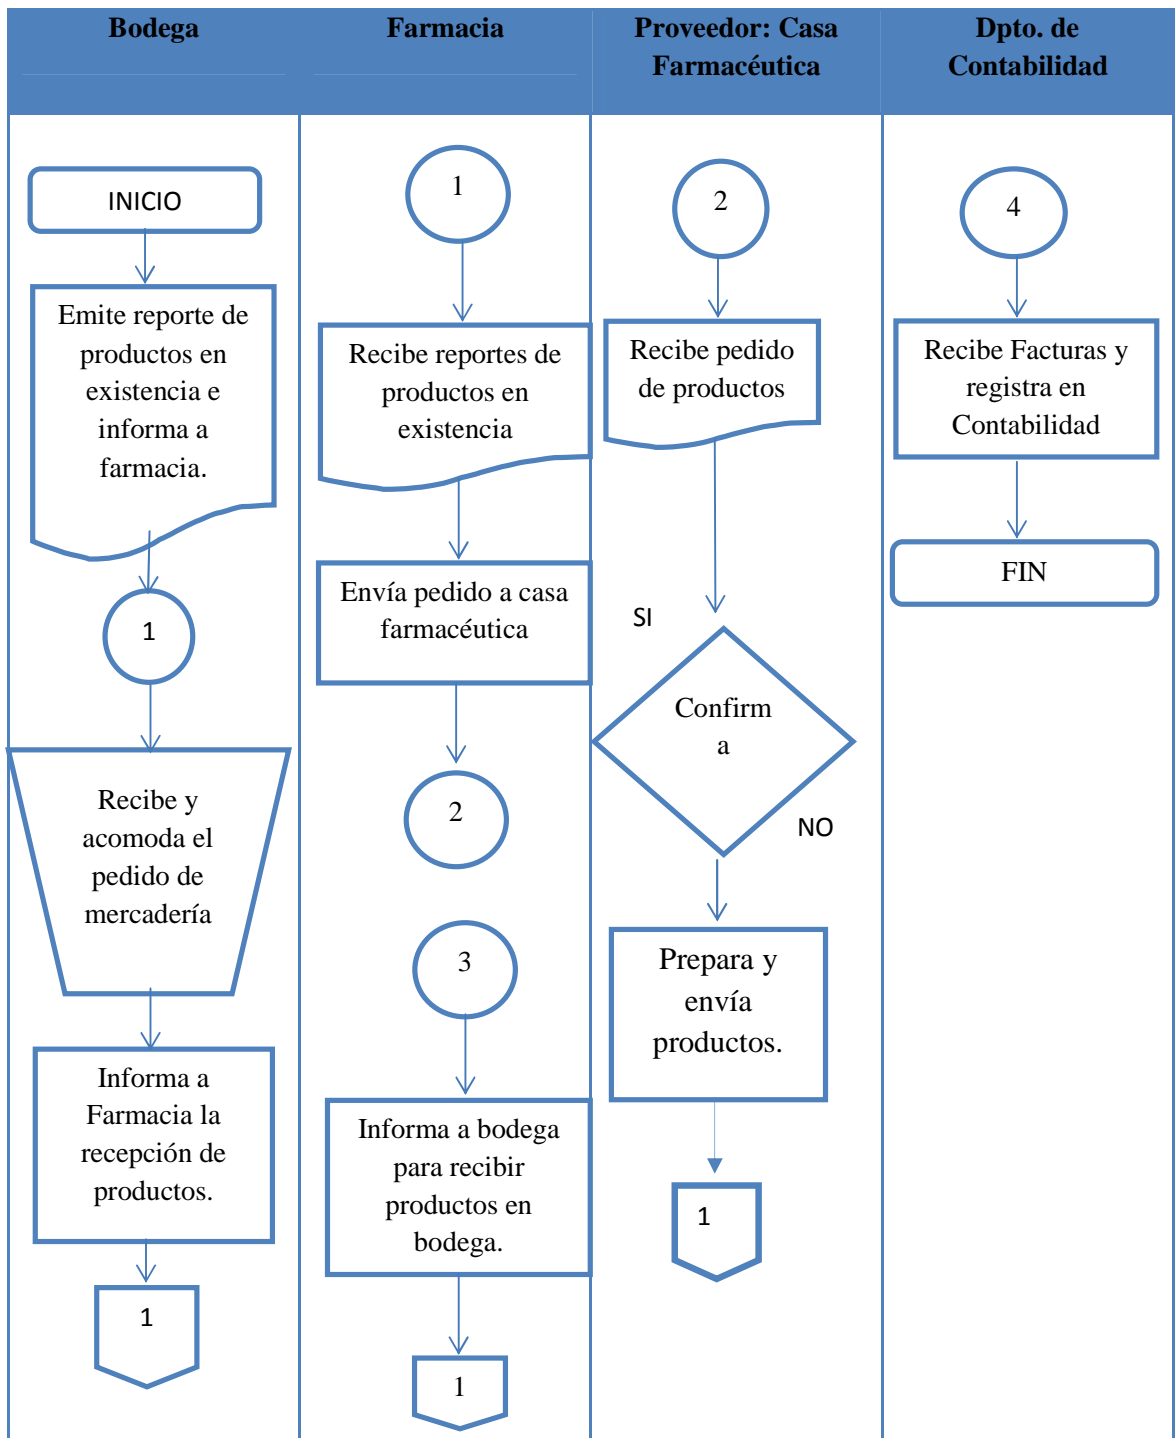 Bodega
Farmacia
Proveedor: Casa
Farmacéutica
Dpto. de
Contabilidad
INICIO
Emite reporte de
productos en
existencia e
informa a
farmacia.
1
Recibe y
acomoda el
pedido de
mercadería
Informa a
Farmacia la
recepción de
productos.
1
1
Recibe reportes de
productos en
existencia
Envía pedido a casa
farmacéutica
2
3
Informa a bodega
para recibir
productos en
bodega.
1
2
Recibe pedido
de productos
SI
Confirm
a
NO
Prepara y
envía
productos.
1
4
Recibe Facturas y
registra en
Contabilidad
FIN